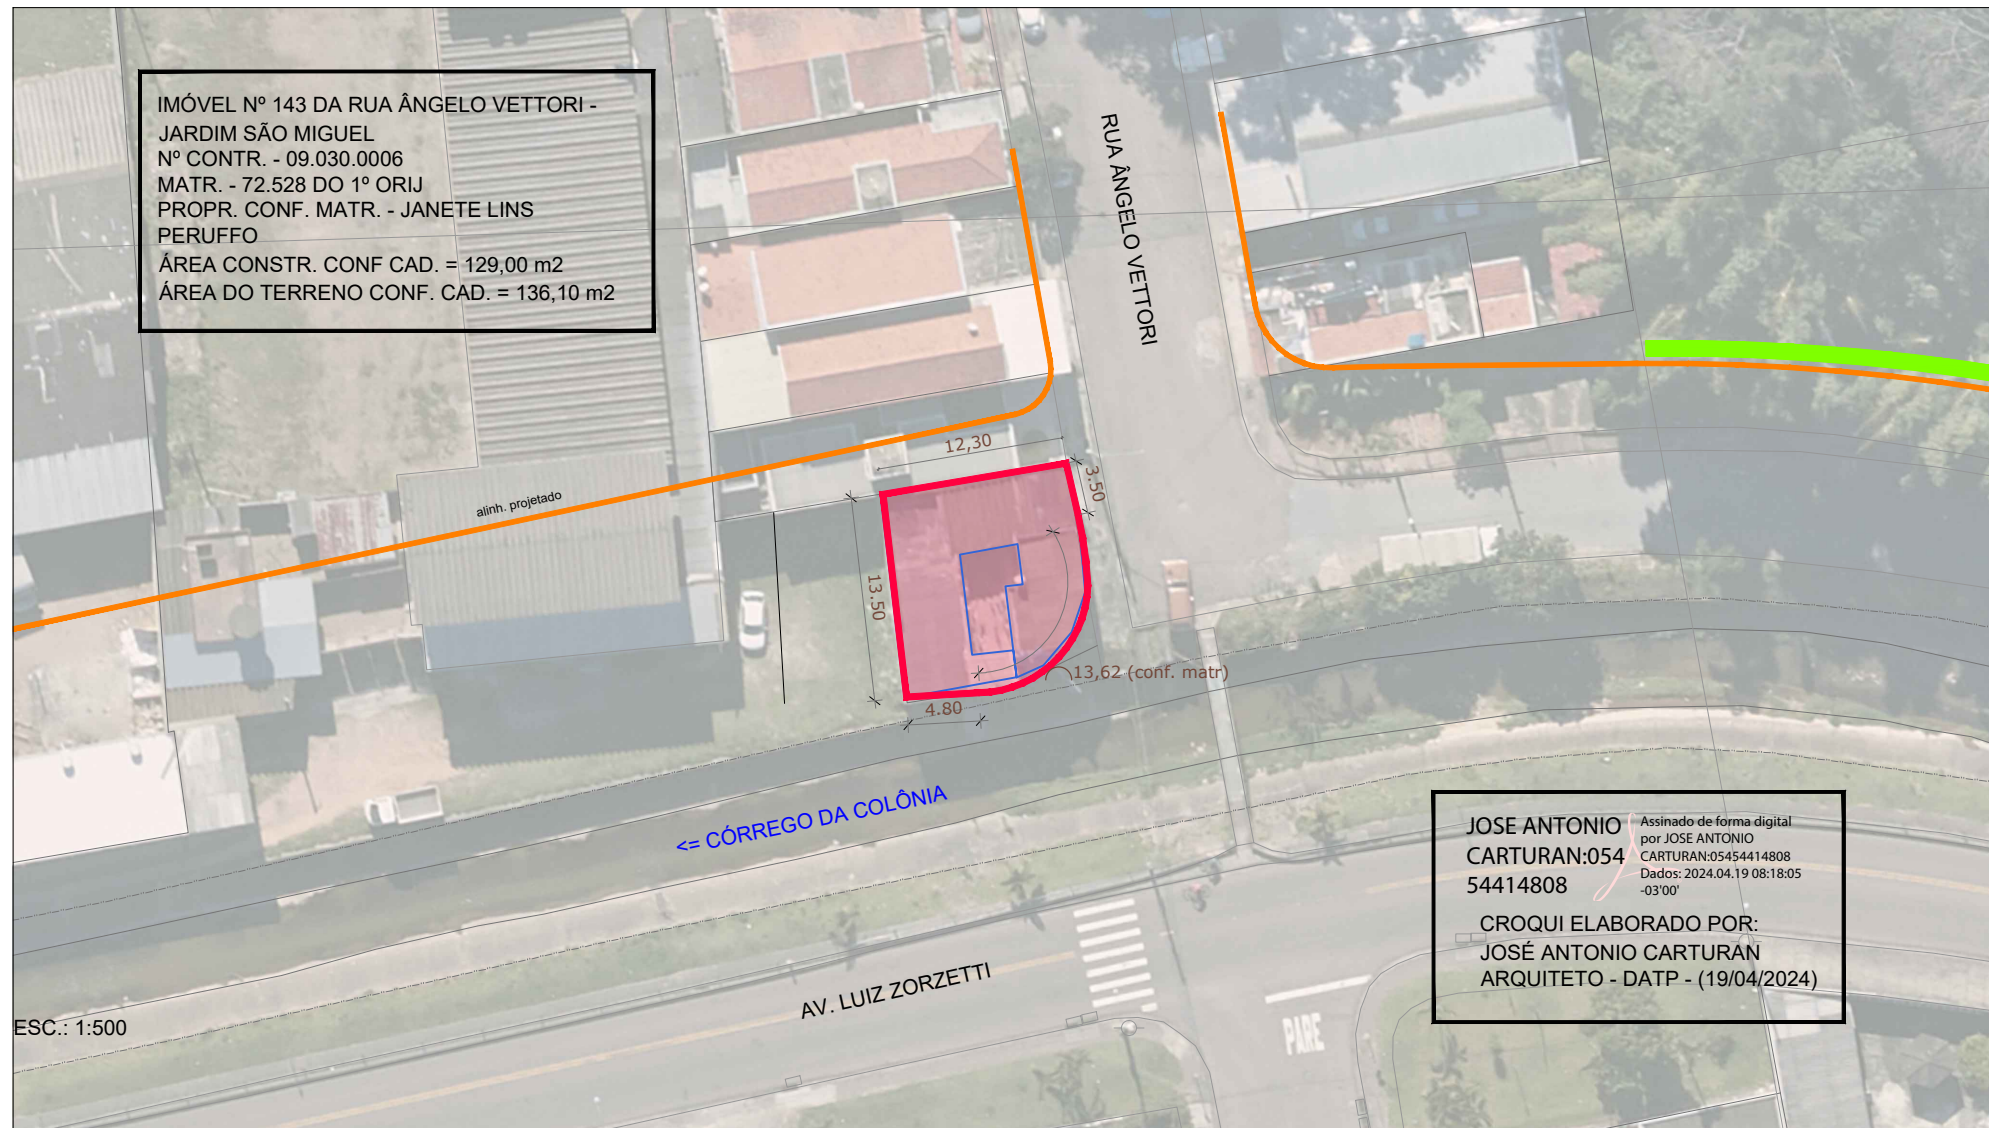 IMÓVEL Nº 143 DA RUA ÂNGELO VETTORI -
JARDIM SÃO MIGUEL
Nº CONTR. - 09.030.0006
MATR. - 72.528 DO 1º ORIJ
PROPR. CONF. MATR. - JANETE LINS
PERUFFO
ÁREA CONSTR. CONF CAD. = 129,00 m2
ÁREA DO TERRENO CONF. CAD. = 136,10 m2
RUA ÂNGELO VETTORI
12,30
3.50
alinh. projetado
13.50
13,62 (conf. matr)
4.80
<= CÓRREGO DA COLÔNIA
AV. LUIZ ZORZETTI
PARE
ESC.: 1:500
JOSE ANTONIO
CARTURAN:054
54414808
Assinado de forma digital
por JOSE ANTONIO
CARTURAN:05454414808
Dados: 2024.04.19 08:18:05
-03'00'
CROQUI ELABORADO POR:
JOSÉ ANTONIO CARTURAN
ARQUITETO - DATP - (19/04/2024)